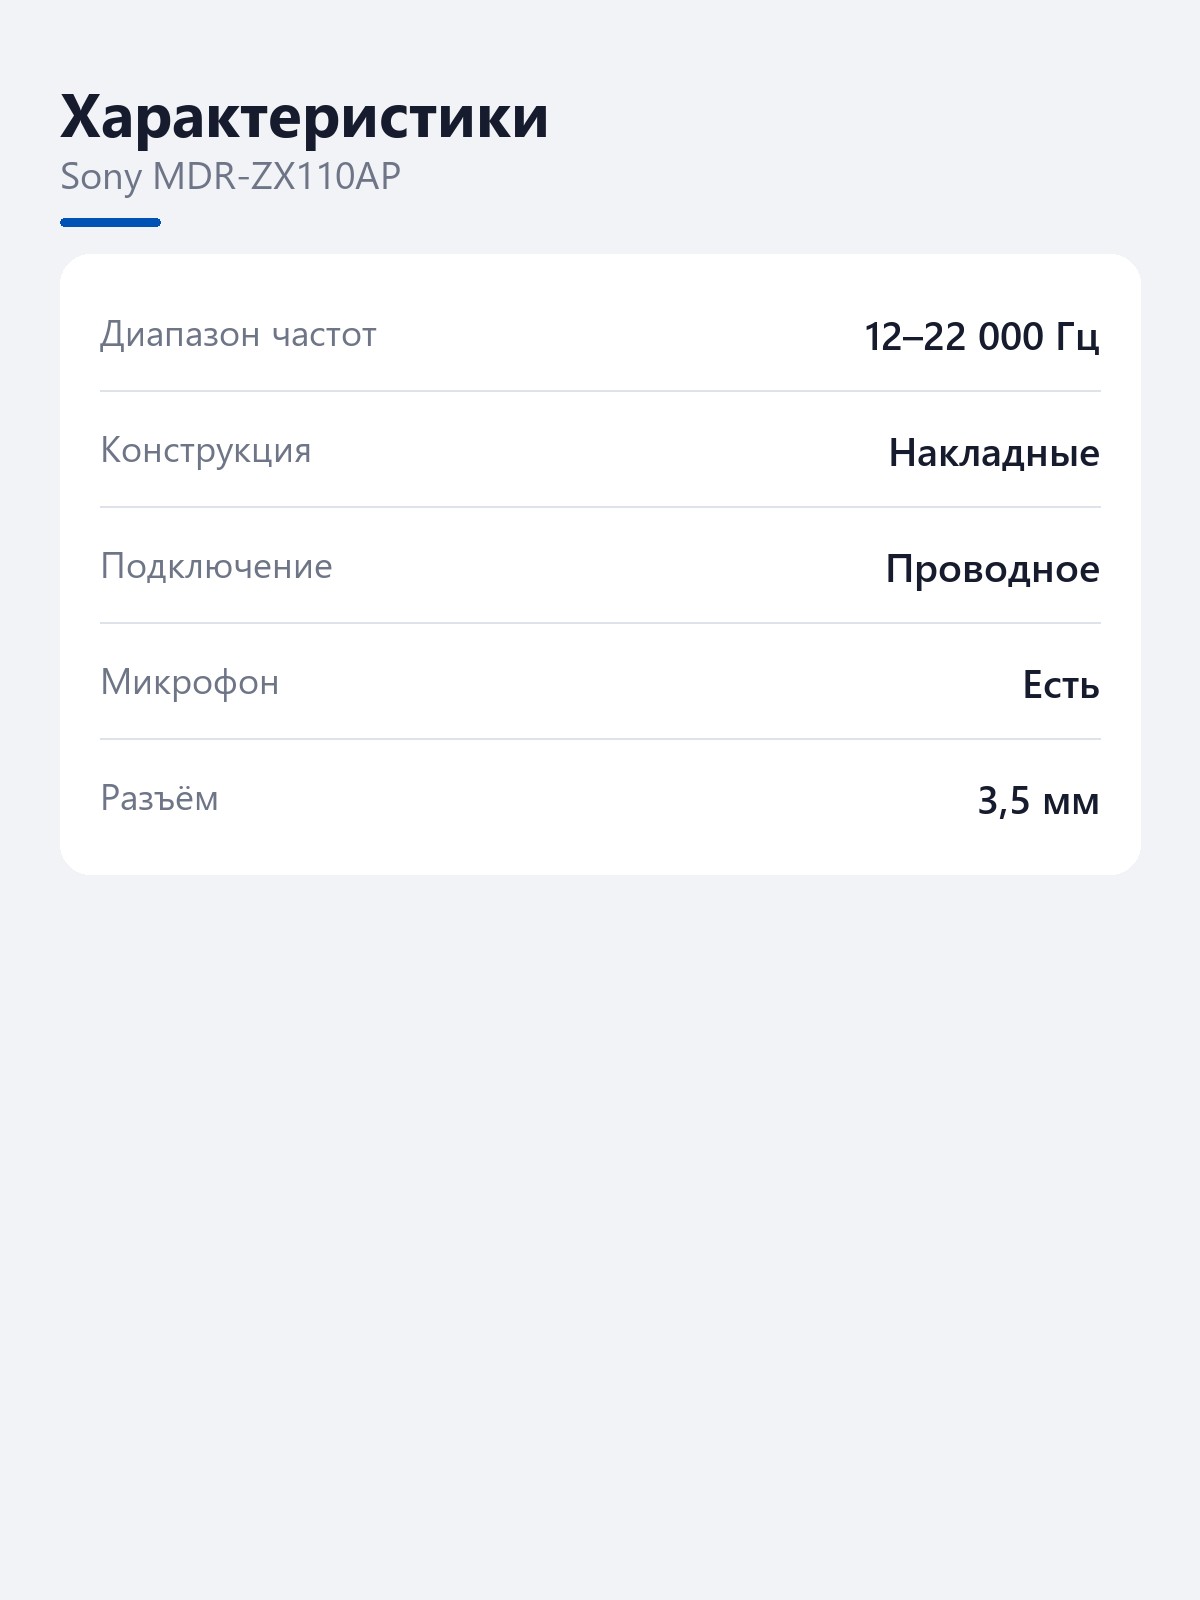 Характеристики
Sony MDR-ZX110AP
Диапазон частот 12–22 000 Гц
Конструкция Накладные
Подключение Проводное
Микрофон Есть
Разъём 3,5 мм